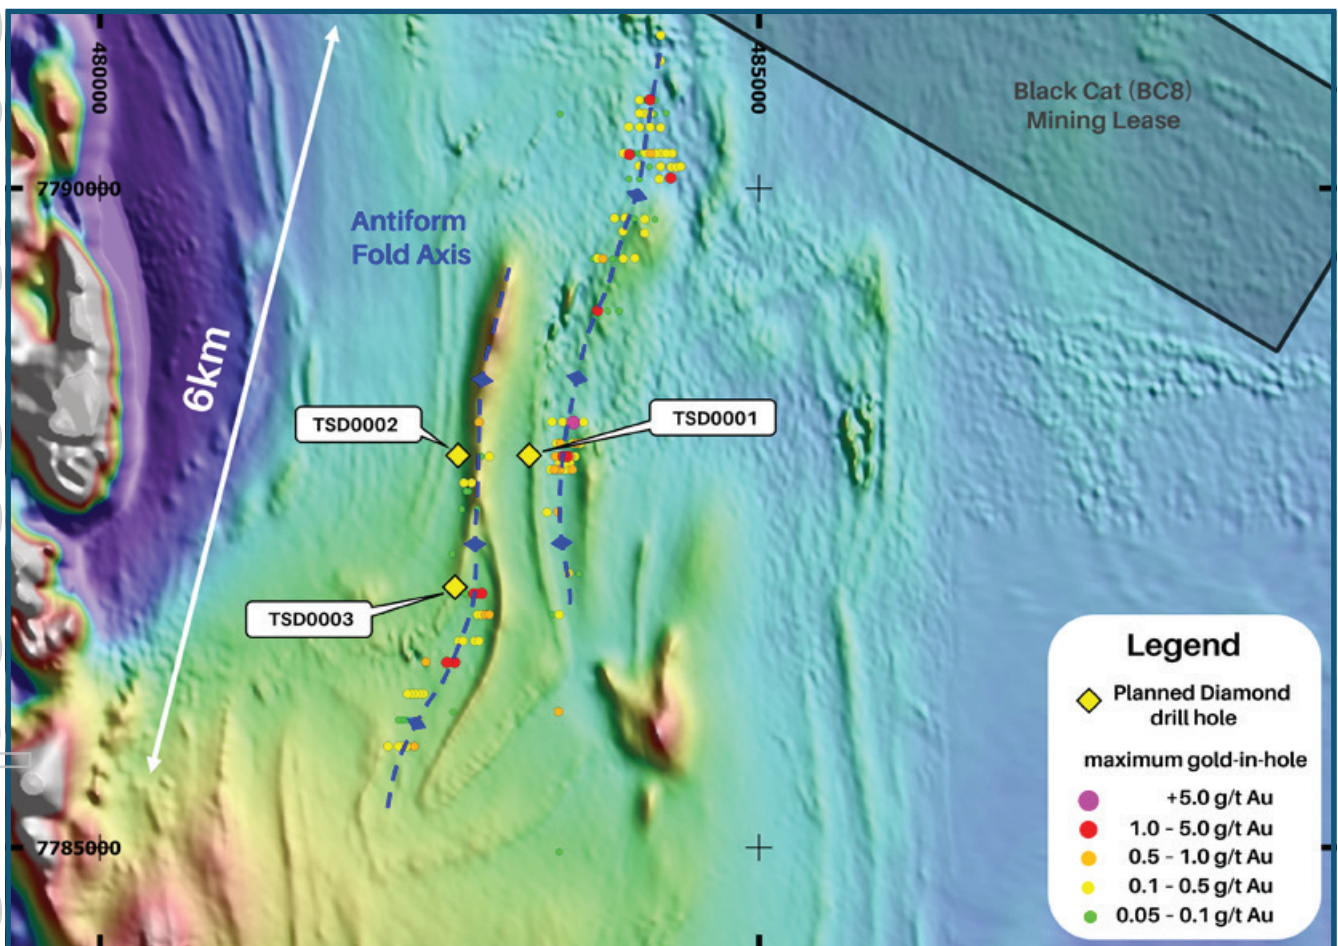 480000
485000
Black Cat (BC8)
Mining Lease
7790000
Antiform
Fold Axis
6km
TSD0002
TSD0001
TSD0003
7785000
Legend
Planned Diamond
drill hole
maximum gold-in-hole
+5.0 g/t Au
1.0 - 5.0 g/t Au
0.5 - 1.0 g/t Au
0.1 - 0.5 g/t Au
0.05 - 0.1 g/t Au